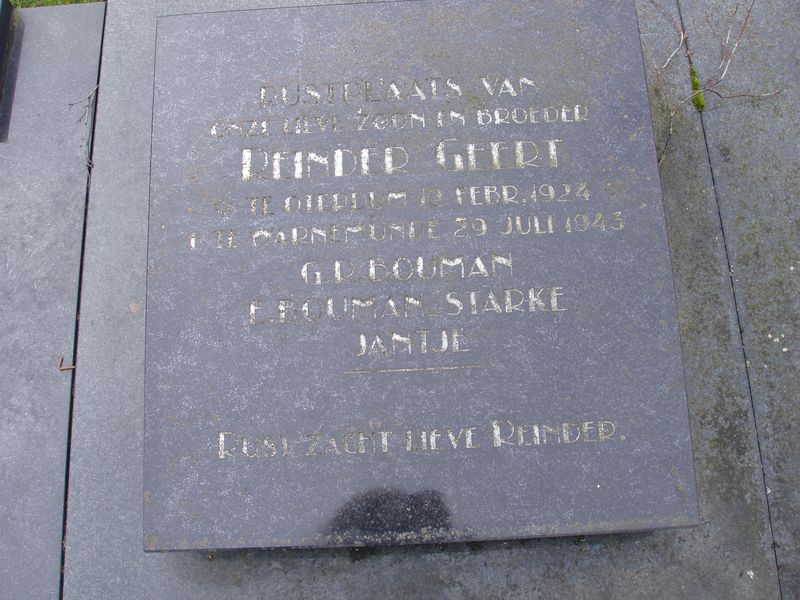 RUSTPLAATS VAN
ONZE LIEVE ZOON EN BROEDER
REINDER GEERT
* TE OTERDUM 12 FEBR. 1924
† TE WARNEMÜNDE 29 JULI 1943
G.P. BOUMAN
E. BOUMAN-STARKE
JANTJE
RUST ZACHT LIEVE REINDER.